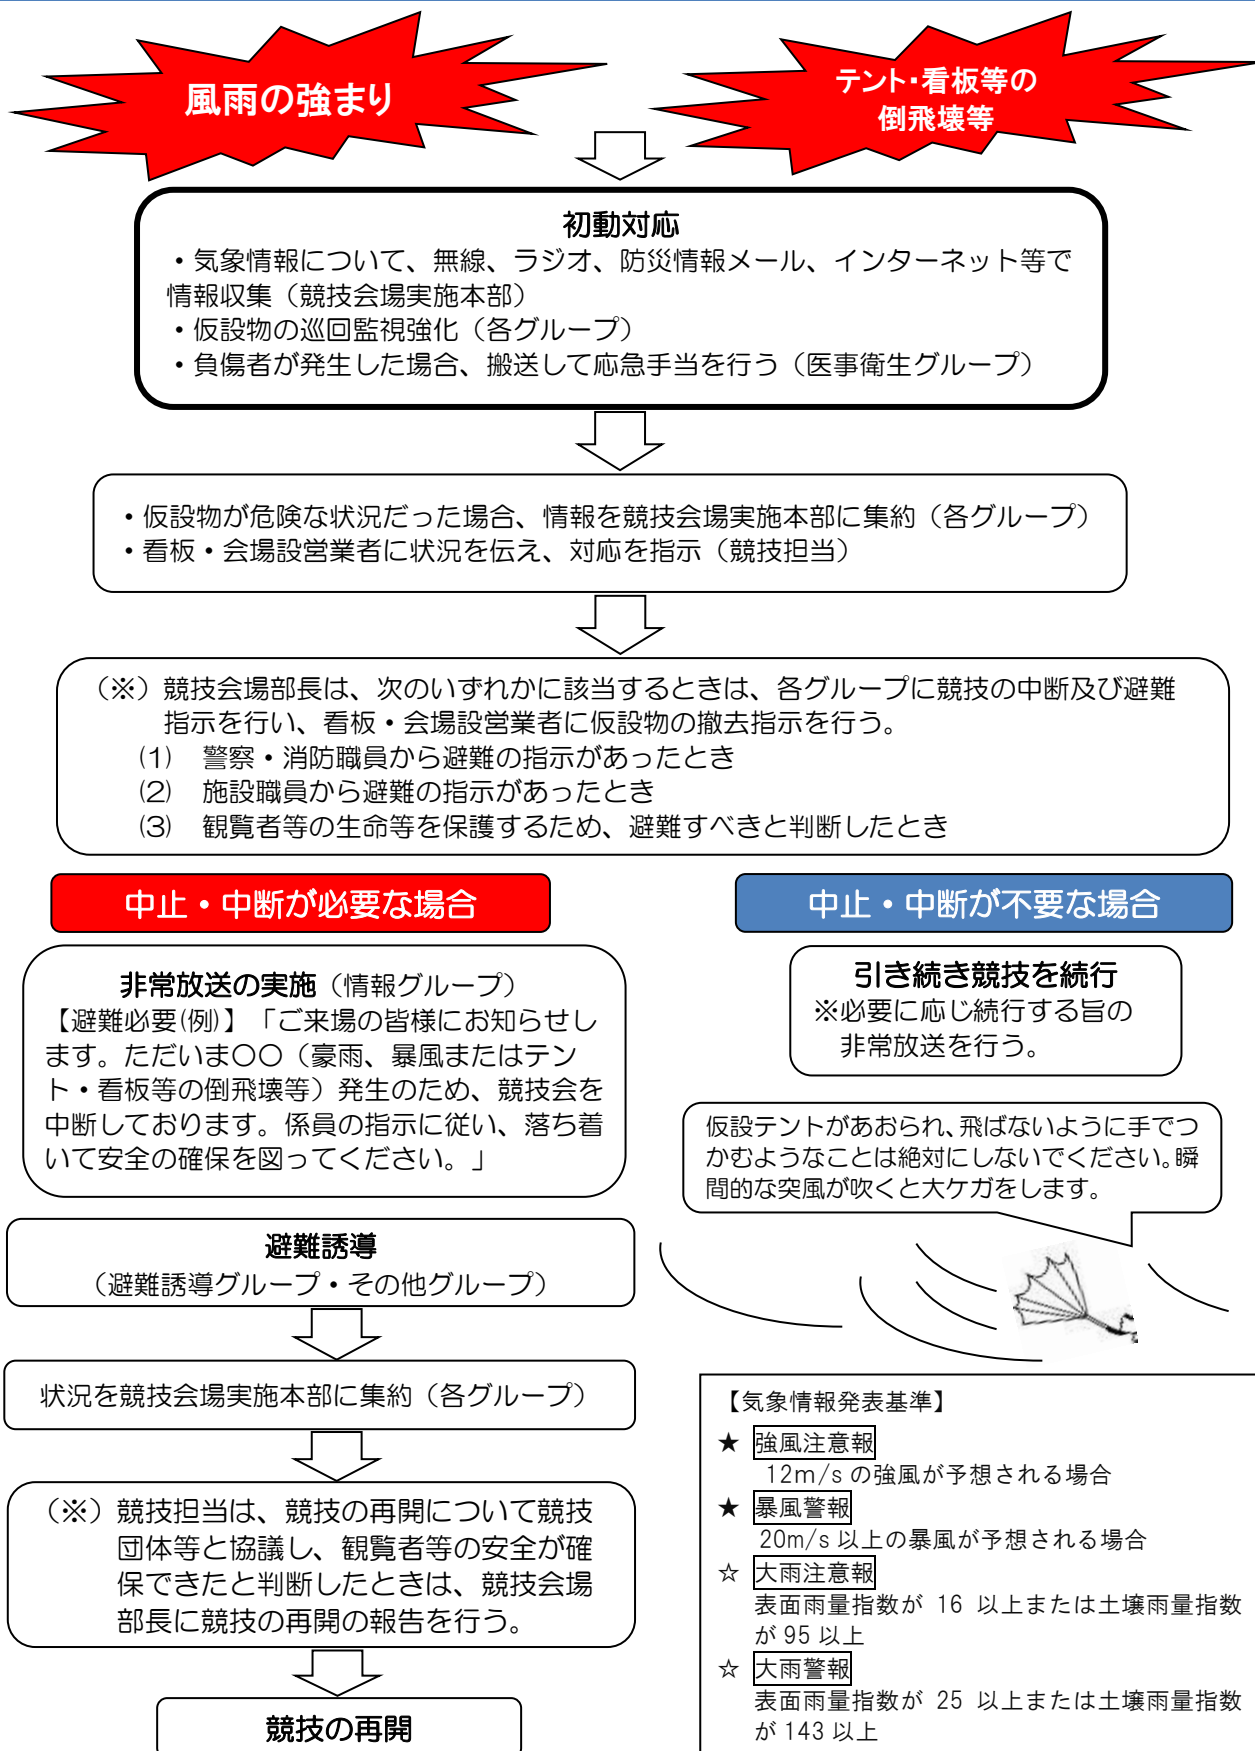 風雨の強まり
テント・看板等の
倒飛壊等
初動対応
・気象情報について、無線、ラジオ、防災情報メール、インターネット等で
情報収集（競技会場実施本部）
・仮設物の巡回監視強化（各グループ）
・負傷者が発生した場合、搬送して応急手当を行う（医事衛生グループ）
・仮設物が危険な状況だった場合、情報を競技会場実施本部に集約（各グループ）
・看板・会場設営業者に状況を伝え、対応を指示（競技担当）
（※）競技会場部長は、次のいずれかに該当するときは、各グループに競技の中断及び避難
指示を行い、看板・会場設営業者に仮設物の撤去指示を行う。
⑴　警察・消防職員から避難の指示があったとき
⑵　施設職員から避難の指示があったとき
⑶　観覧者等の生命等を保護するため、避難すべきと判断したとき
中止・中断が必要な場合
非常放送の実施（情報グループ）
【避難必要(例)】「ご来場の皆様にお知らせし
ます。ただいま〇〇（豪雨、暴風またはテン
ト・看板等の倒飛壊等）発生のため、競技会を
中断しております。係員の指示に従い、落ち着
いて安全の確保を図ってください。」
避難誘導
（避難誘導グループ・その他グループ）
状況を競技会場実施本部に集約（各グループ）
（※）競技担当は、競技の再開について競技
団体等と協議し、観覧者等の安全が確
保できたと判断したときは、競技会場
部長に競技の再開の報告を行う。
競技の再開
中止・中断が不要な場合
引き続き競技を続行
※必要に応じ続行する旨の
非常放送を行う。
仮設テントがあおられ、飛ばないように手でつ
かむようなことは絶対にしないでください。瞬
間的な突風が吹くと大ケガをします。
【気象情報発表基準】
★ 強風注意報
12m/s の強風が予想される場合
★ 暴風警報
20m/s 以上の暴風が予想される場合
☆ 大雨注意報
表面雨量指数が 16 以上または土壌雨量指数
が 95 以上
☆ 大雨警報
表面雨量指数が 25 以上または土壌雨量指数
が 143 以上